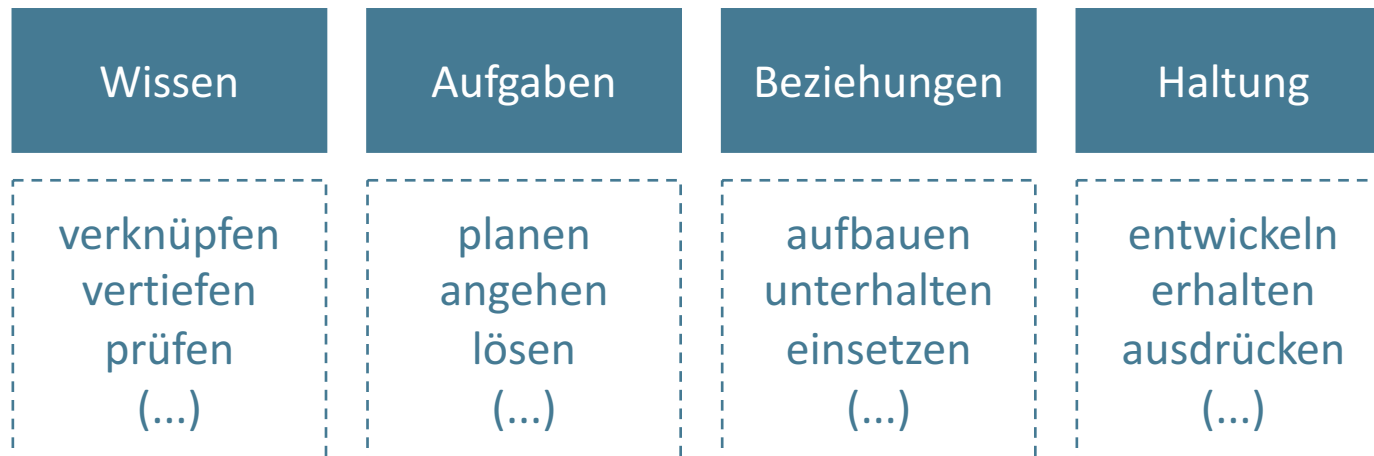 Wissen
verknüpfen
vertiefen
prüfen
(...)
Aufgaben
planen
angehen
lösen
(...)
Beziehungen
aufbauen
unterhalten
einsetzen
(...)
Haltung
entwickeln
erhalten
ausdrücken
(...)